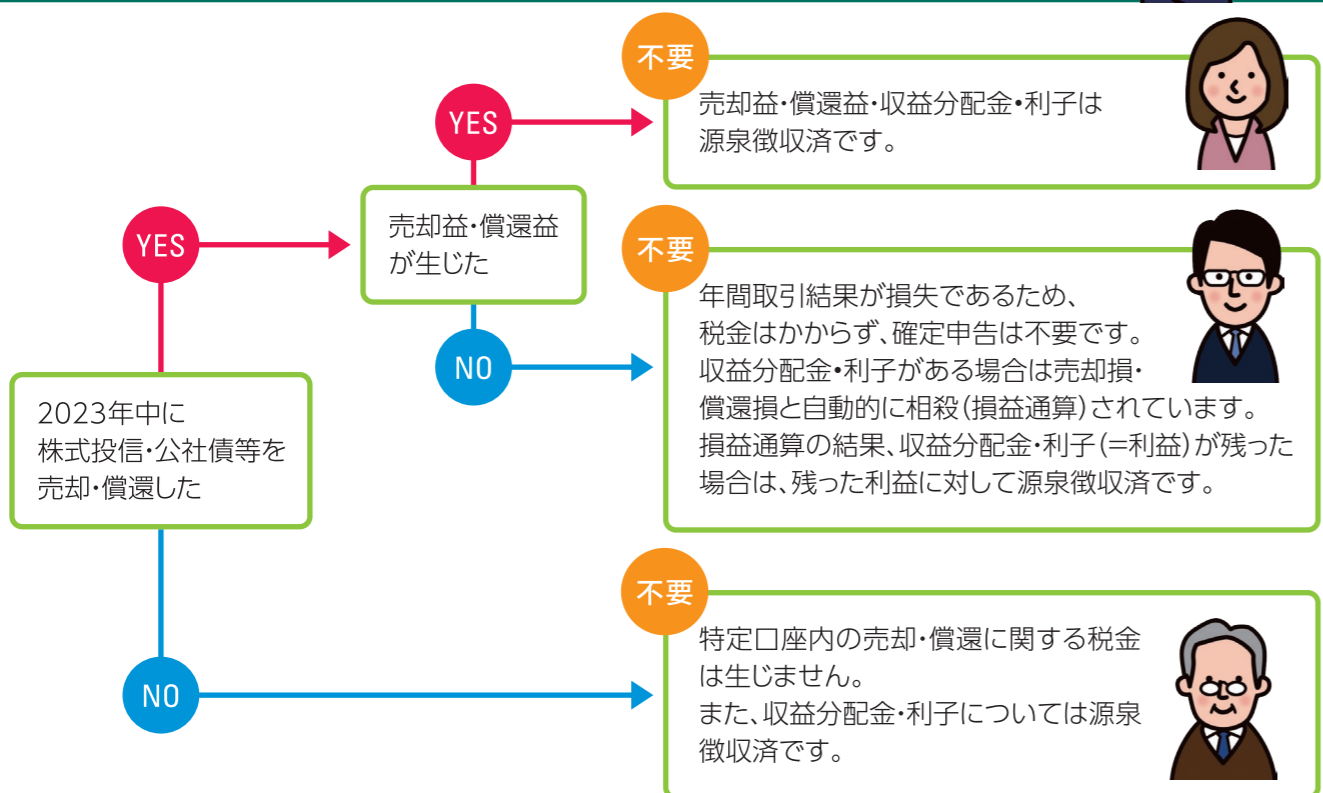 不要
売却益・償還益・収益分配金・利子は
源泉徴収済です。
YES
売却益・償還益
が生じた
YES
不要
年間取引結果が損失であるため、
税金はかからず、確定申告は不要です。
収益分配金・利子がある場合は売却損・
償還損と自動的に相殺(損益通算)されています。
損益通算の結果、収益分配金・利子(=利益)が残った
場合は、残った利益に対して源泉徴収済です。
NO
2023年中に
株式投信・公社債等を
売却・償還した
不要
特定口座内の売却・償還に関する税金
は生じません。
また、収益分配金・利子については源泉
徴収済です。
NO